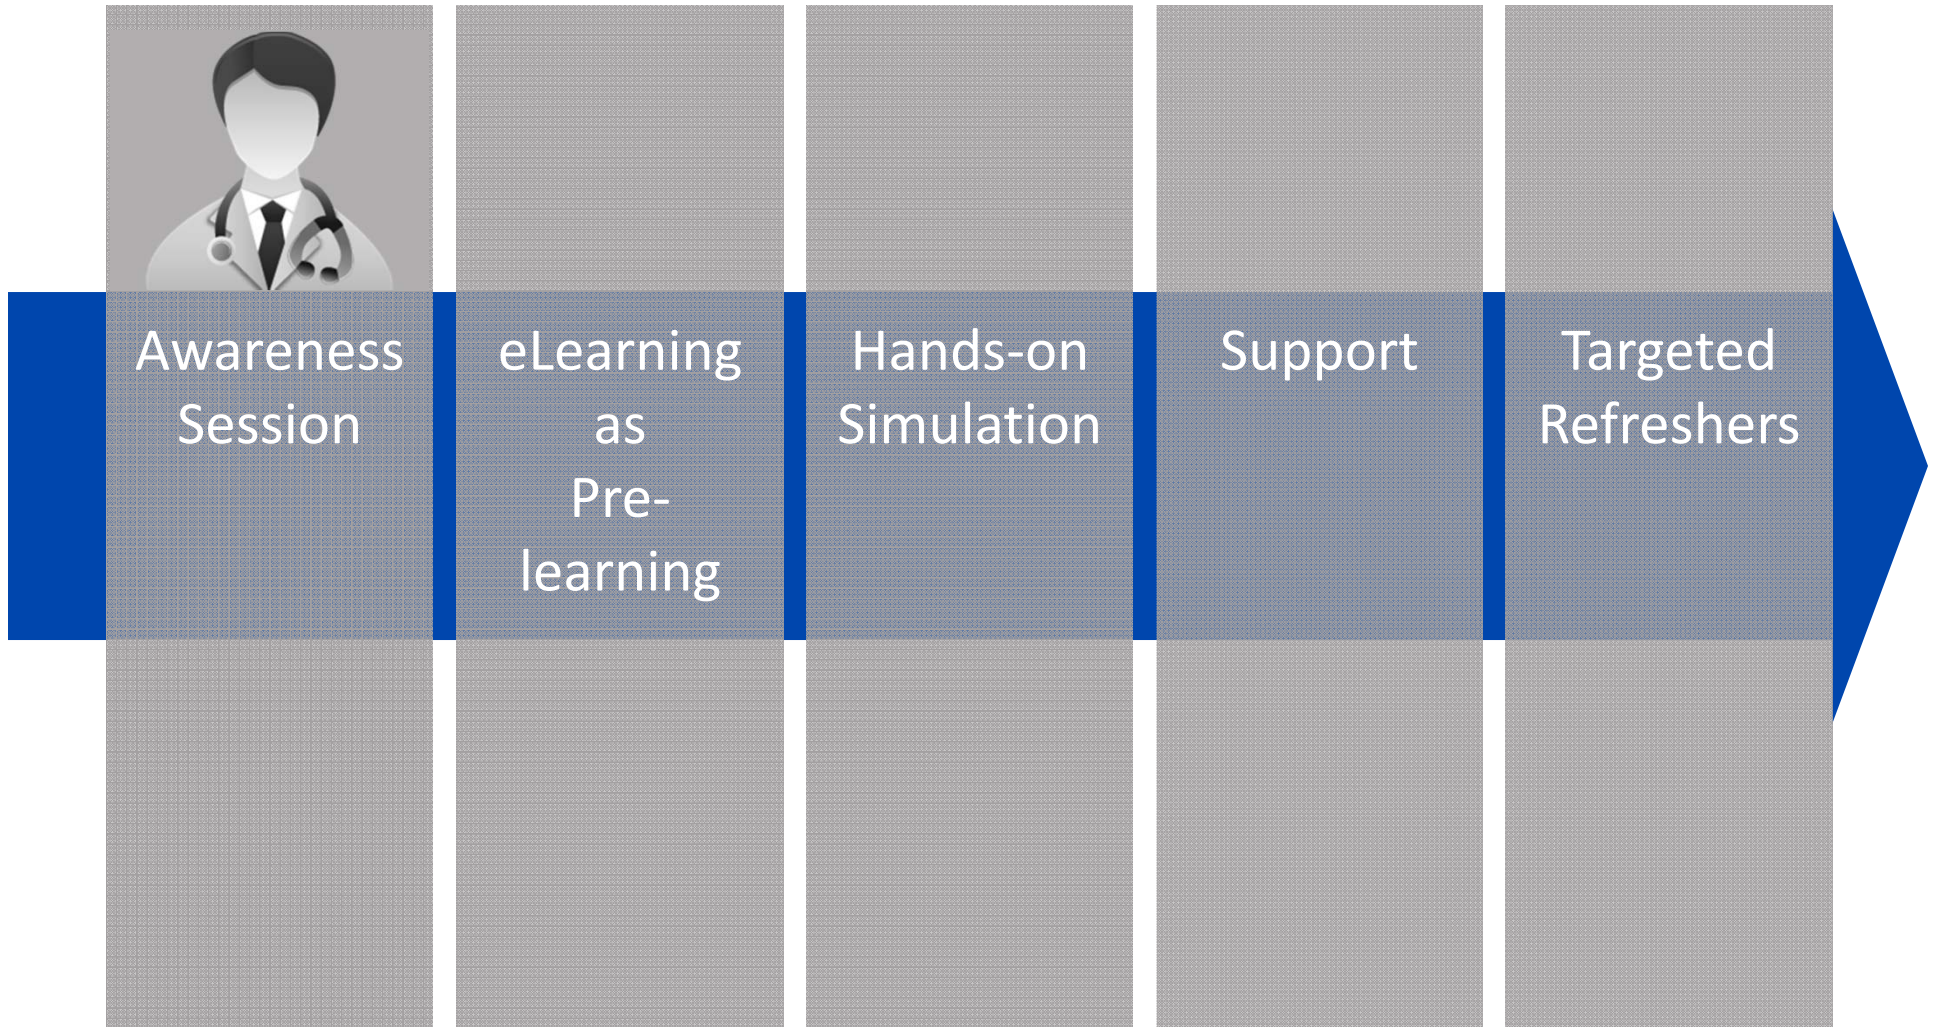 Awareness
Session
eLearning
as
Pre-
learning
Hands-on
Simulation
Support
Targeted
Refreshers